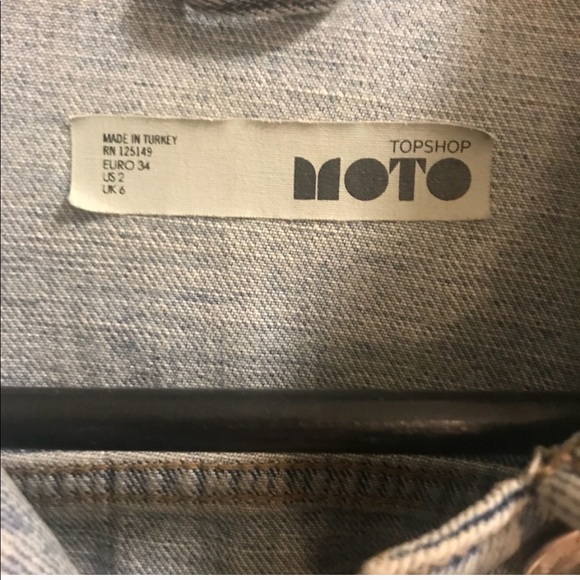 MADE IN TURKEY
RN 125149
EURO 34
US 2
UK 6
TOPSHOP
MOTO